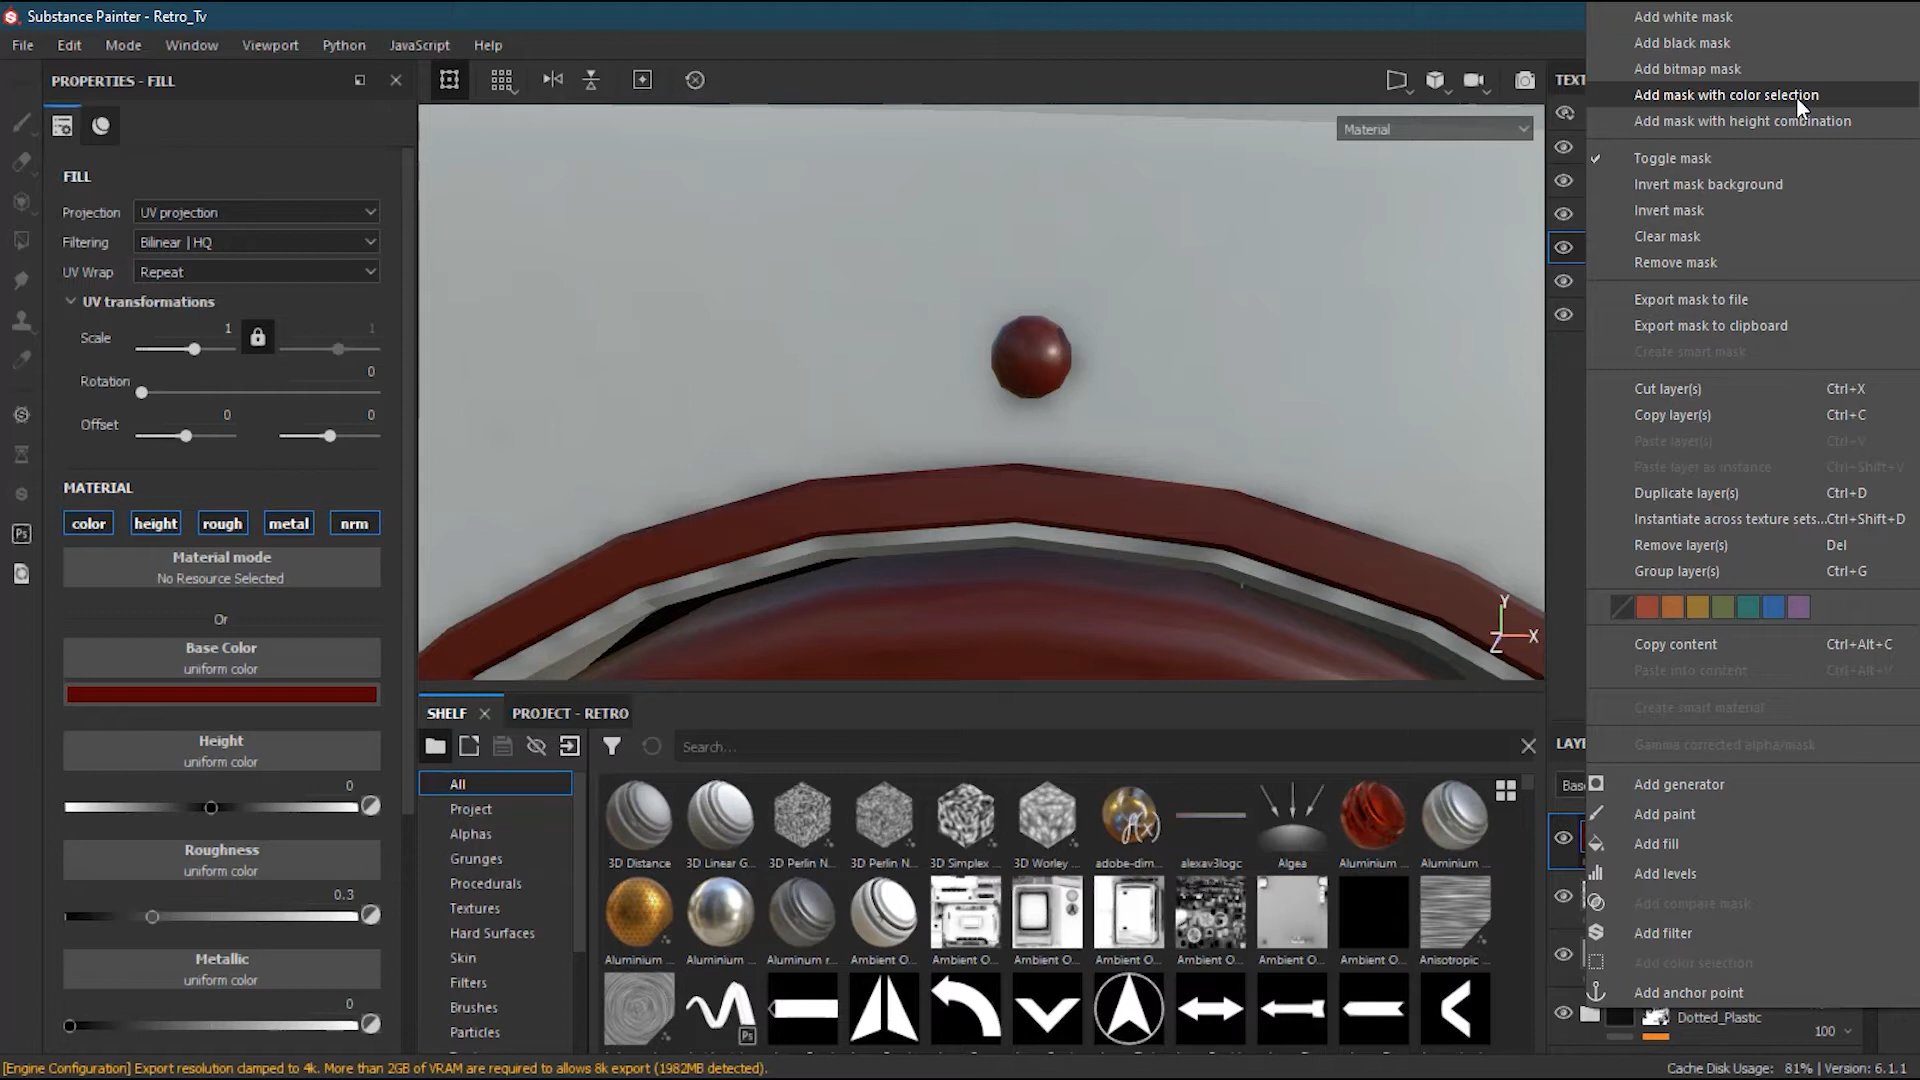 Substance Painter - Retro_Tv
File Edit Mode Window Viewport Python JavaScript Help
PROPERTIES - FILL
FILL
Projection UV projection
Filtering Bilinear | HQ
UV Wrap Repeat
UV transformations
Scale 1 1
Rotation 0
Offset 0 0
MATERIAL
color height rough metal nrm
Material mode
No Resource Selected
Or
Base Color
uniform color
Height
uniform color
0
Roughness
uniform color
0.3
Metallic
uniform color
0
Material
Y
X
Z
SHELF PROJECT - RETRO
Search...
All
Project
Alphas
Grunges
Procedurals
Textures
Hard Surfaces
Skin
Filters
Brushes
Particles
3D Distance 3D Linear G... 3D Perlin N... 3D Perlin N... 3D Simplex ... 3D Worley ... adobe-dim... alexav3logc Algea Aluminium ... Aluminium ...
Aluminium ... Aluminium ... Aluminum r... Ambient O... Ambient O... Ambient O... Ambient O... Ambient O... Ambient O... Ambient O... Anisotropic ...
Ps
Ps
TEXT
LAYE
Base
Add white mask
Add black mask
Add bitmap mask
Add mask with color selection
Add mask with height combination
Toggle mask
Invert mask background
Invert mask
Clear mask
Remove mask
Export mask to file
Export mask to clipboard
Create smart mask
Cut layer(s) Ctrl+X
Copy layer(s) Ctrl+C
Paste layer(s) Ctrl+V
Paste layer as instance Ctrl+Shift+V
Duplicate layer(s) Ctrl+D
Instantiate across texture sets... Ctrl+Shift+D
Remove layer(s) Del
Group layer(s) Ctrl+G
Copy content Ctrl+Alt+C
Paste into content Ctrl+Alt+V
Create smart material
Gamma corrected alpha/mask
Add generator
Add paint
Add fill
Add levels
Add compare mask
Add filter
Add color selection
Add anchor point
Dotted_Plastic
100
[Engine Configuration] Export resolution clamped to 4k. More than 2GB of VRAM are required to allows 8k export (1982MB detected).
Cache Disk Usage: 81% | Version: 6.1.1